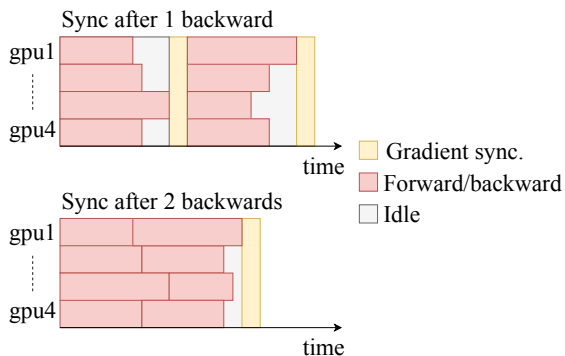 Sync after 1 backward
gpu1
gpu4
time
Gradient sync.
Forward/backward
Idle
Sync after 2 backwards
gpu1
gpu4
time